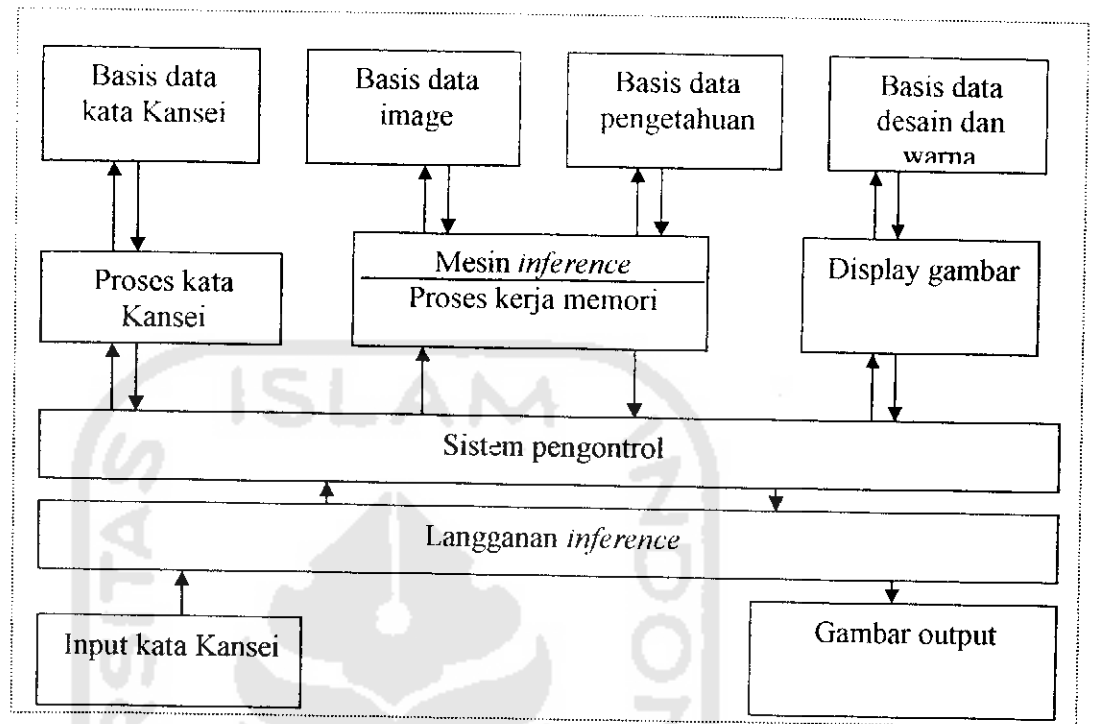 Basis data
kata Kansei
Basis data
image
Basis data
pengetahuan
Basis data
desain dan
warna
Proses kata
Kansei
Mesin inference
Proses kerja memori
Display gambar
Sistem pengontrol
Langganan inference
Input kata Kansei
Gambar output
ISLAM